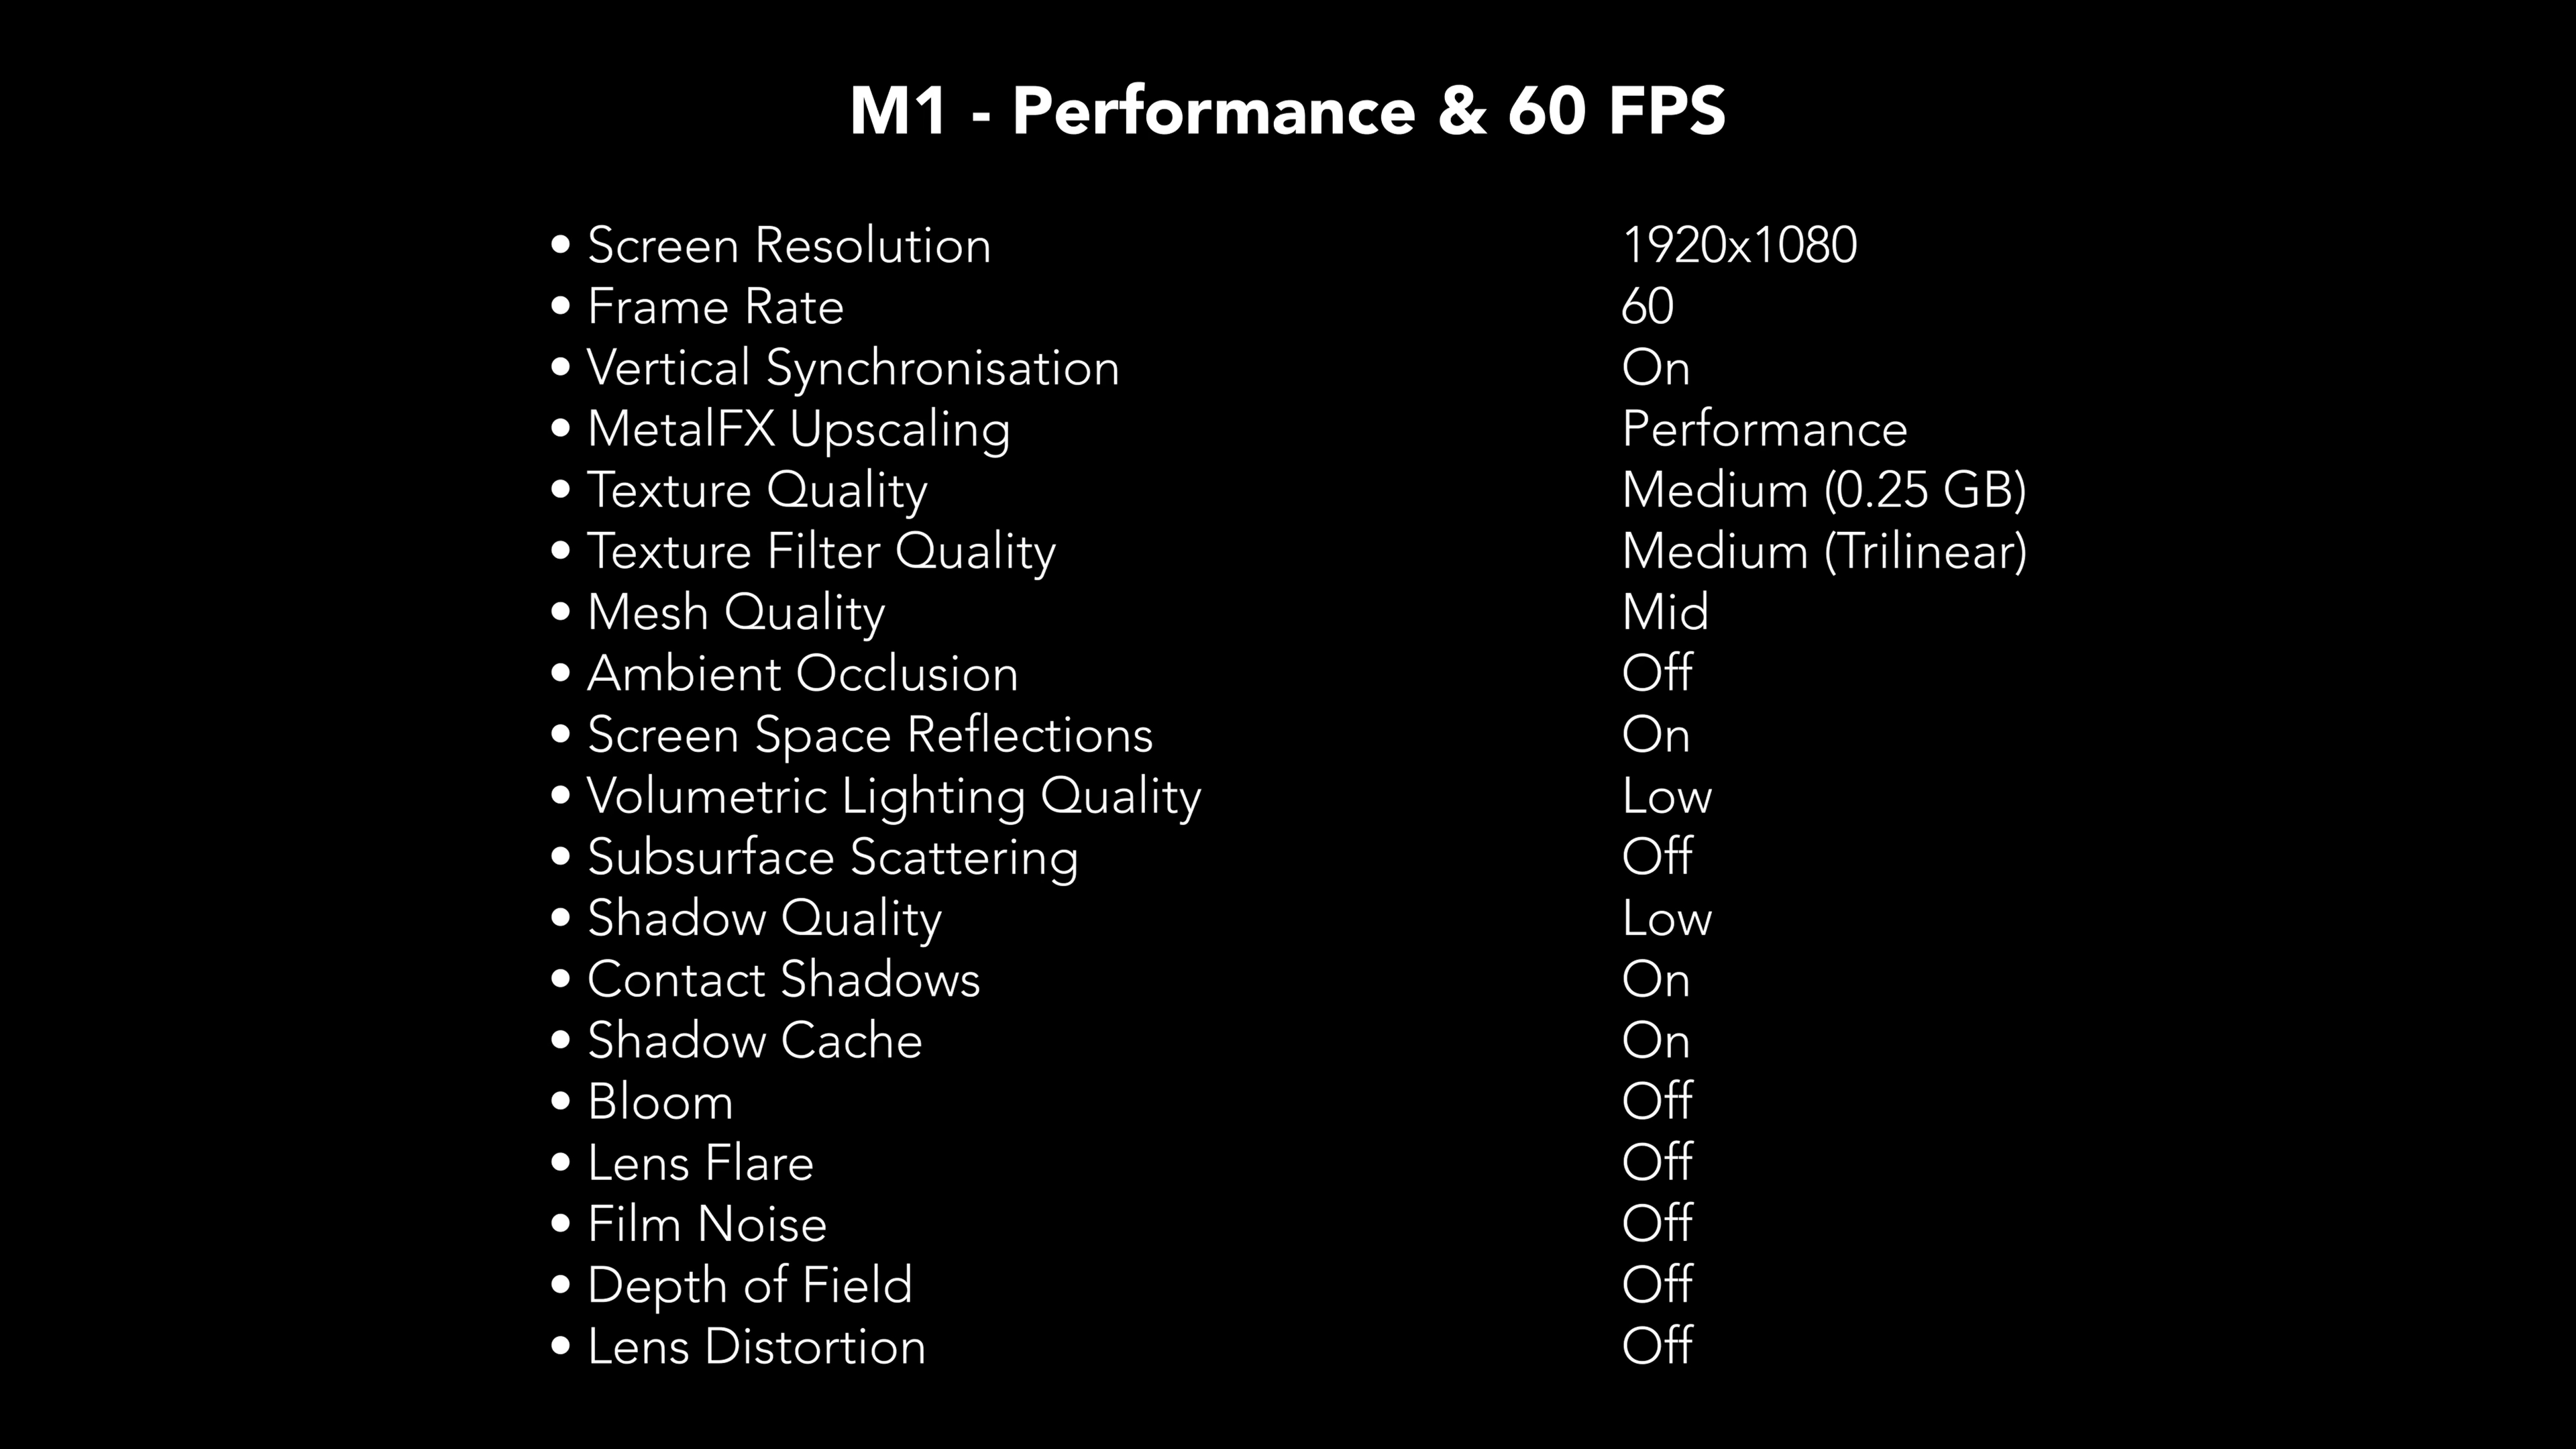 M1 - Performance & 60 FPS
• Screen Resolution 1920x1080
• Frame Rate 60
• Vertical Synchronisation On
• MetalFX Upscaling Performance
• Texture Quality Medium (0.25 GB)
• Texture Filter Quality Medium (Trilinear)
• Mesh Quality Mid
• Ambient Occlusion Off
• Screen Space Reflections On
• Volumetric Lighting Quality Low
• Subsurface Scattering Off
• Shadow Quality Low
• Contact Shadows On
• Shadow Cache On
• Bloom Off
• Lens Flare Off
• Film Noise Off
• Depth of Field Off
• Lens Distortion Off